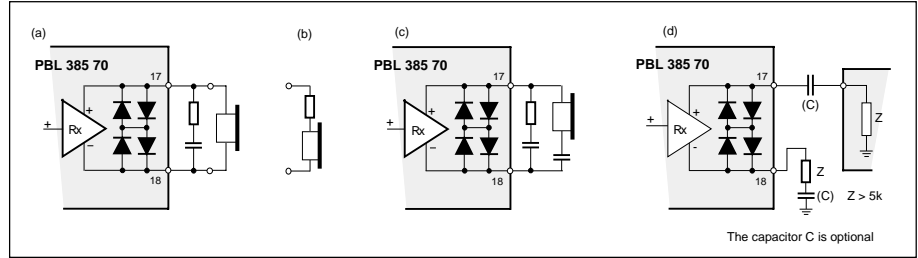 (a)
PBL 385 70
17
+
+
Rx
−
18
(b)
(c)
PBL 385 70
17
+
+
Rx
−
18
(d)
PBL 385 70
17
+
+
Rx
-
18
(C)
Z
Z
(C)
Z > 5k
The capacitor C is optional